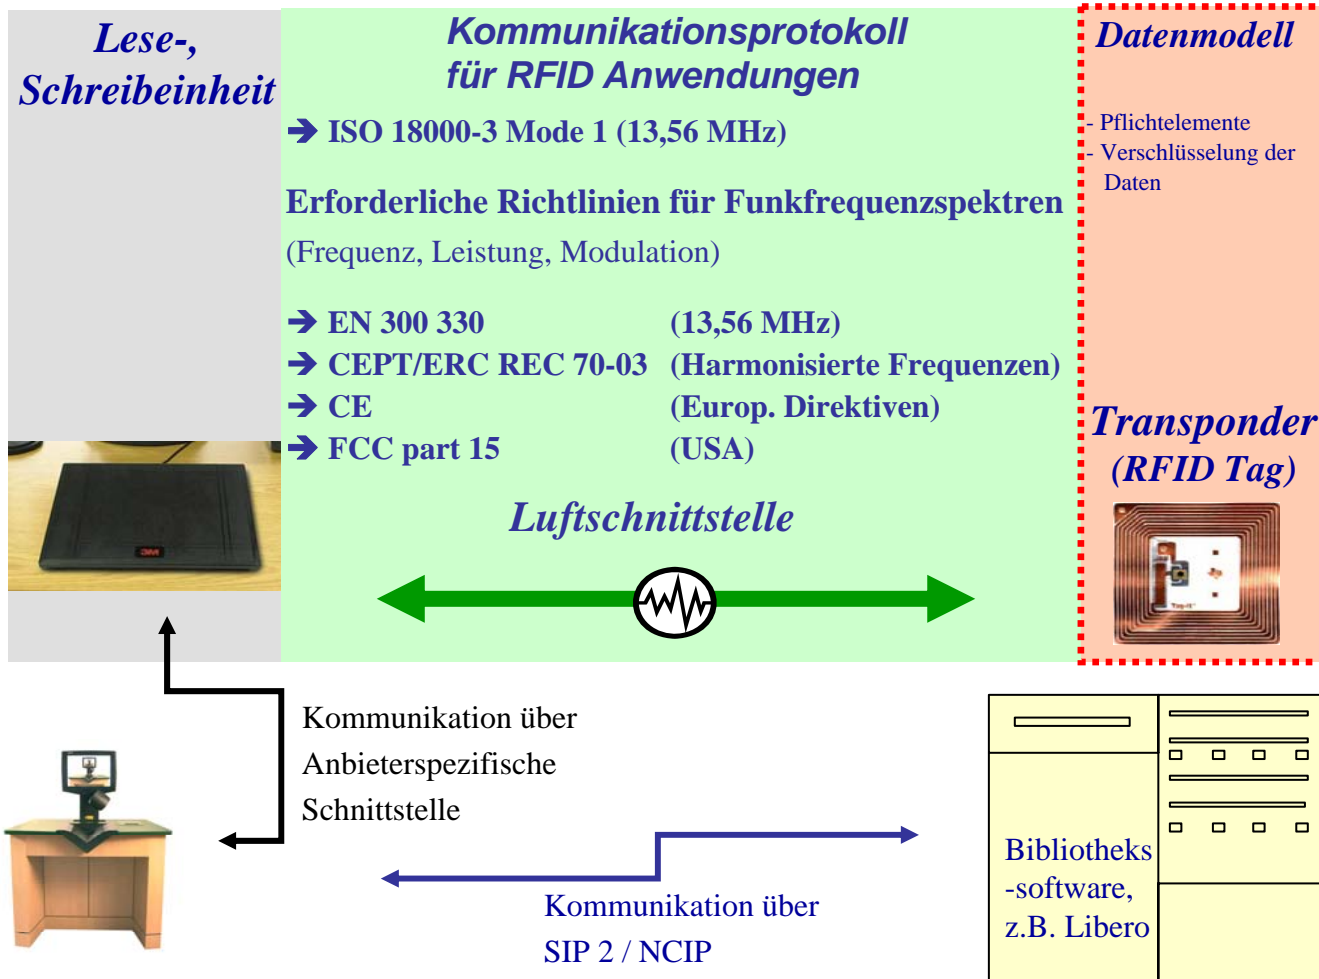 Lese-,
Schreibeinheit
Kommunikationsprotokoll
für RFID Anwendungen
➔ ISO 18000-3 Mode 1 (13,56 MHz)
Erforderliche Richtlinien für Funkfrequenzspektren
(Frequenz, Leistung, Modulation)
➔ EN 300 330 (13,56 MHz)
➔ CEPT/ERC REC 70-03 (Harmonisierte Frequenzen)
➔ CE (Europ. Direktiven)
➔ FCC part 15 (USA)
Luftschnittstelle
Datenmodell
- Pflichtelemente
- Verschlüsselung der
Daten
Transponder
(RFID Tag)
3M
Tag-it
Kommunikation über
Anbieterspezifische
Schnittstelle
Kommunikation über
SIP 2 / NCIP
Bibliotheks
-software,
z.B. Libero